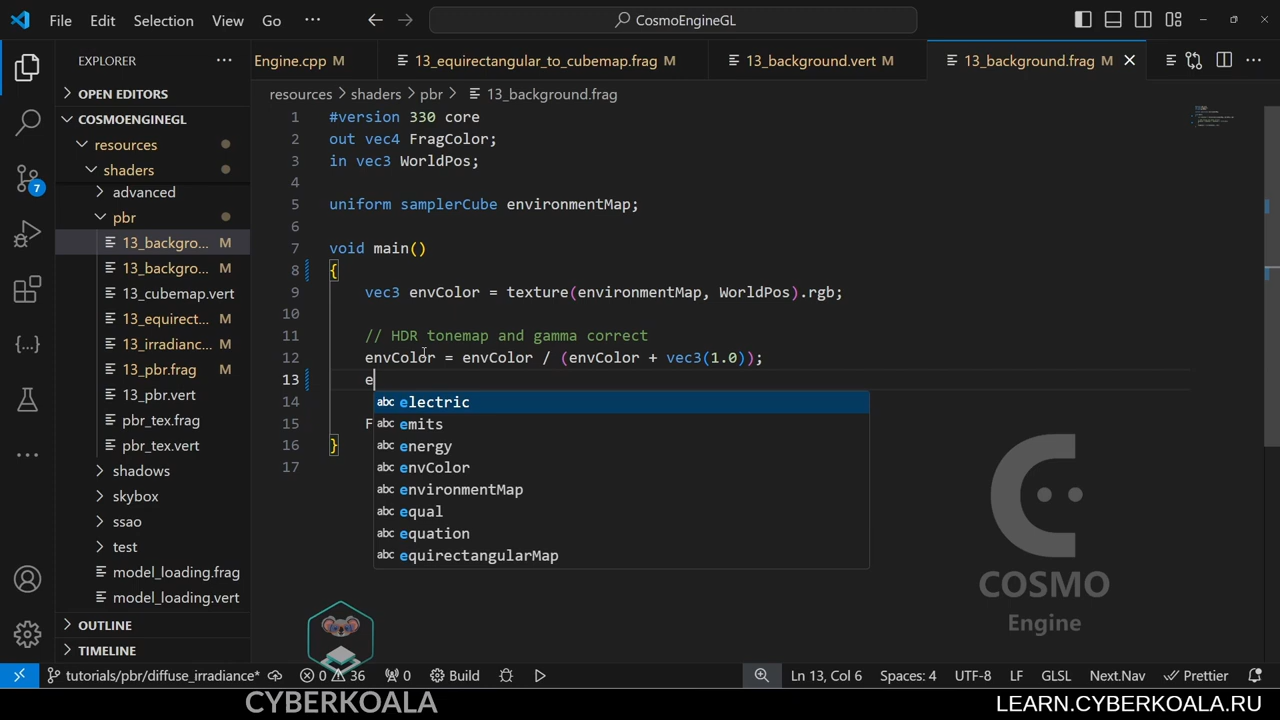 File Edit Selection View Go ··· CosmoEngineGL
EXPLORER ···
Engine.cpp M 13_equirectangular_to_cubemap.frag M 13_background.vert M 13_background.frag M
OPEN EDITORS
COSMOENGINEGL
resources
shaders
advanced
pbr
13_backgro... M
13_backgro... M
13_cubemap.vert
13_equirect... M
13_irradianc... M
13_pbr.frag M
13_pbr.vert
pbr_tex.frag
pbr_tex.vert
shadows
skybox
ssao
test
model_loading.frag
model_loading.vert
OUTLINE
TIMELINE
7
resources > shaders > pbr > 13_background.frag
1 #version 330 core
2 out vec4 FragColor;
3 in vec3 WorldPos;
4
5 uniform samplerCube environmentMap;
6
7 void main()
8 {
9 vec3 envColor = texture(environmentMap, WorldPos).rgb;
10
11 // HDR tonemap and gamma correct
12 envColor = envColor / (envColor + vec3(1.0));
13 e
14
15 F
16 }
17
abc electric
abc emits
abc energy
abc envColor
abc environmentMap
abc equal
abc equation
abc equirectangularMap
COSMO
Engine
tutorials/pbr/diffuse_irradiance* 0 36 0 Build Ln 13, Col 6 Spaces: 4 UTF-8 LF GLSL Next.Nav Prettier
CYBERKOALA
LEARN.CYBERKOALA.RU